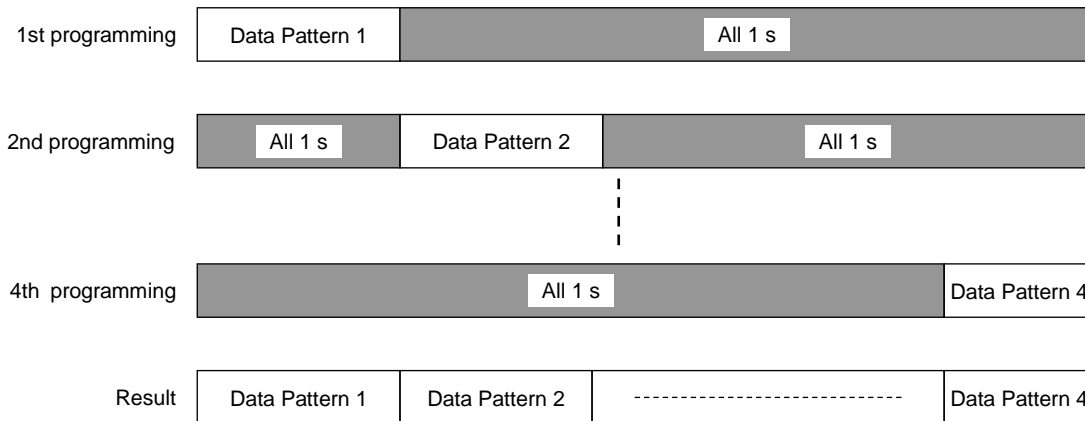 1st programming Data Pattern 1 All 1 s
2nd programming All 1 s Data Pattern 2 All 1 s
4th programming All 1 s Data Pattern 4
Result Data Pattern 1 Data Pattern 2 Data Pattern 4